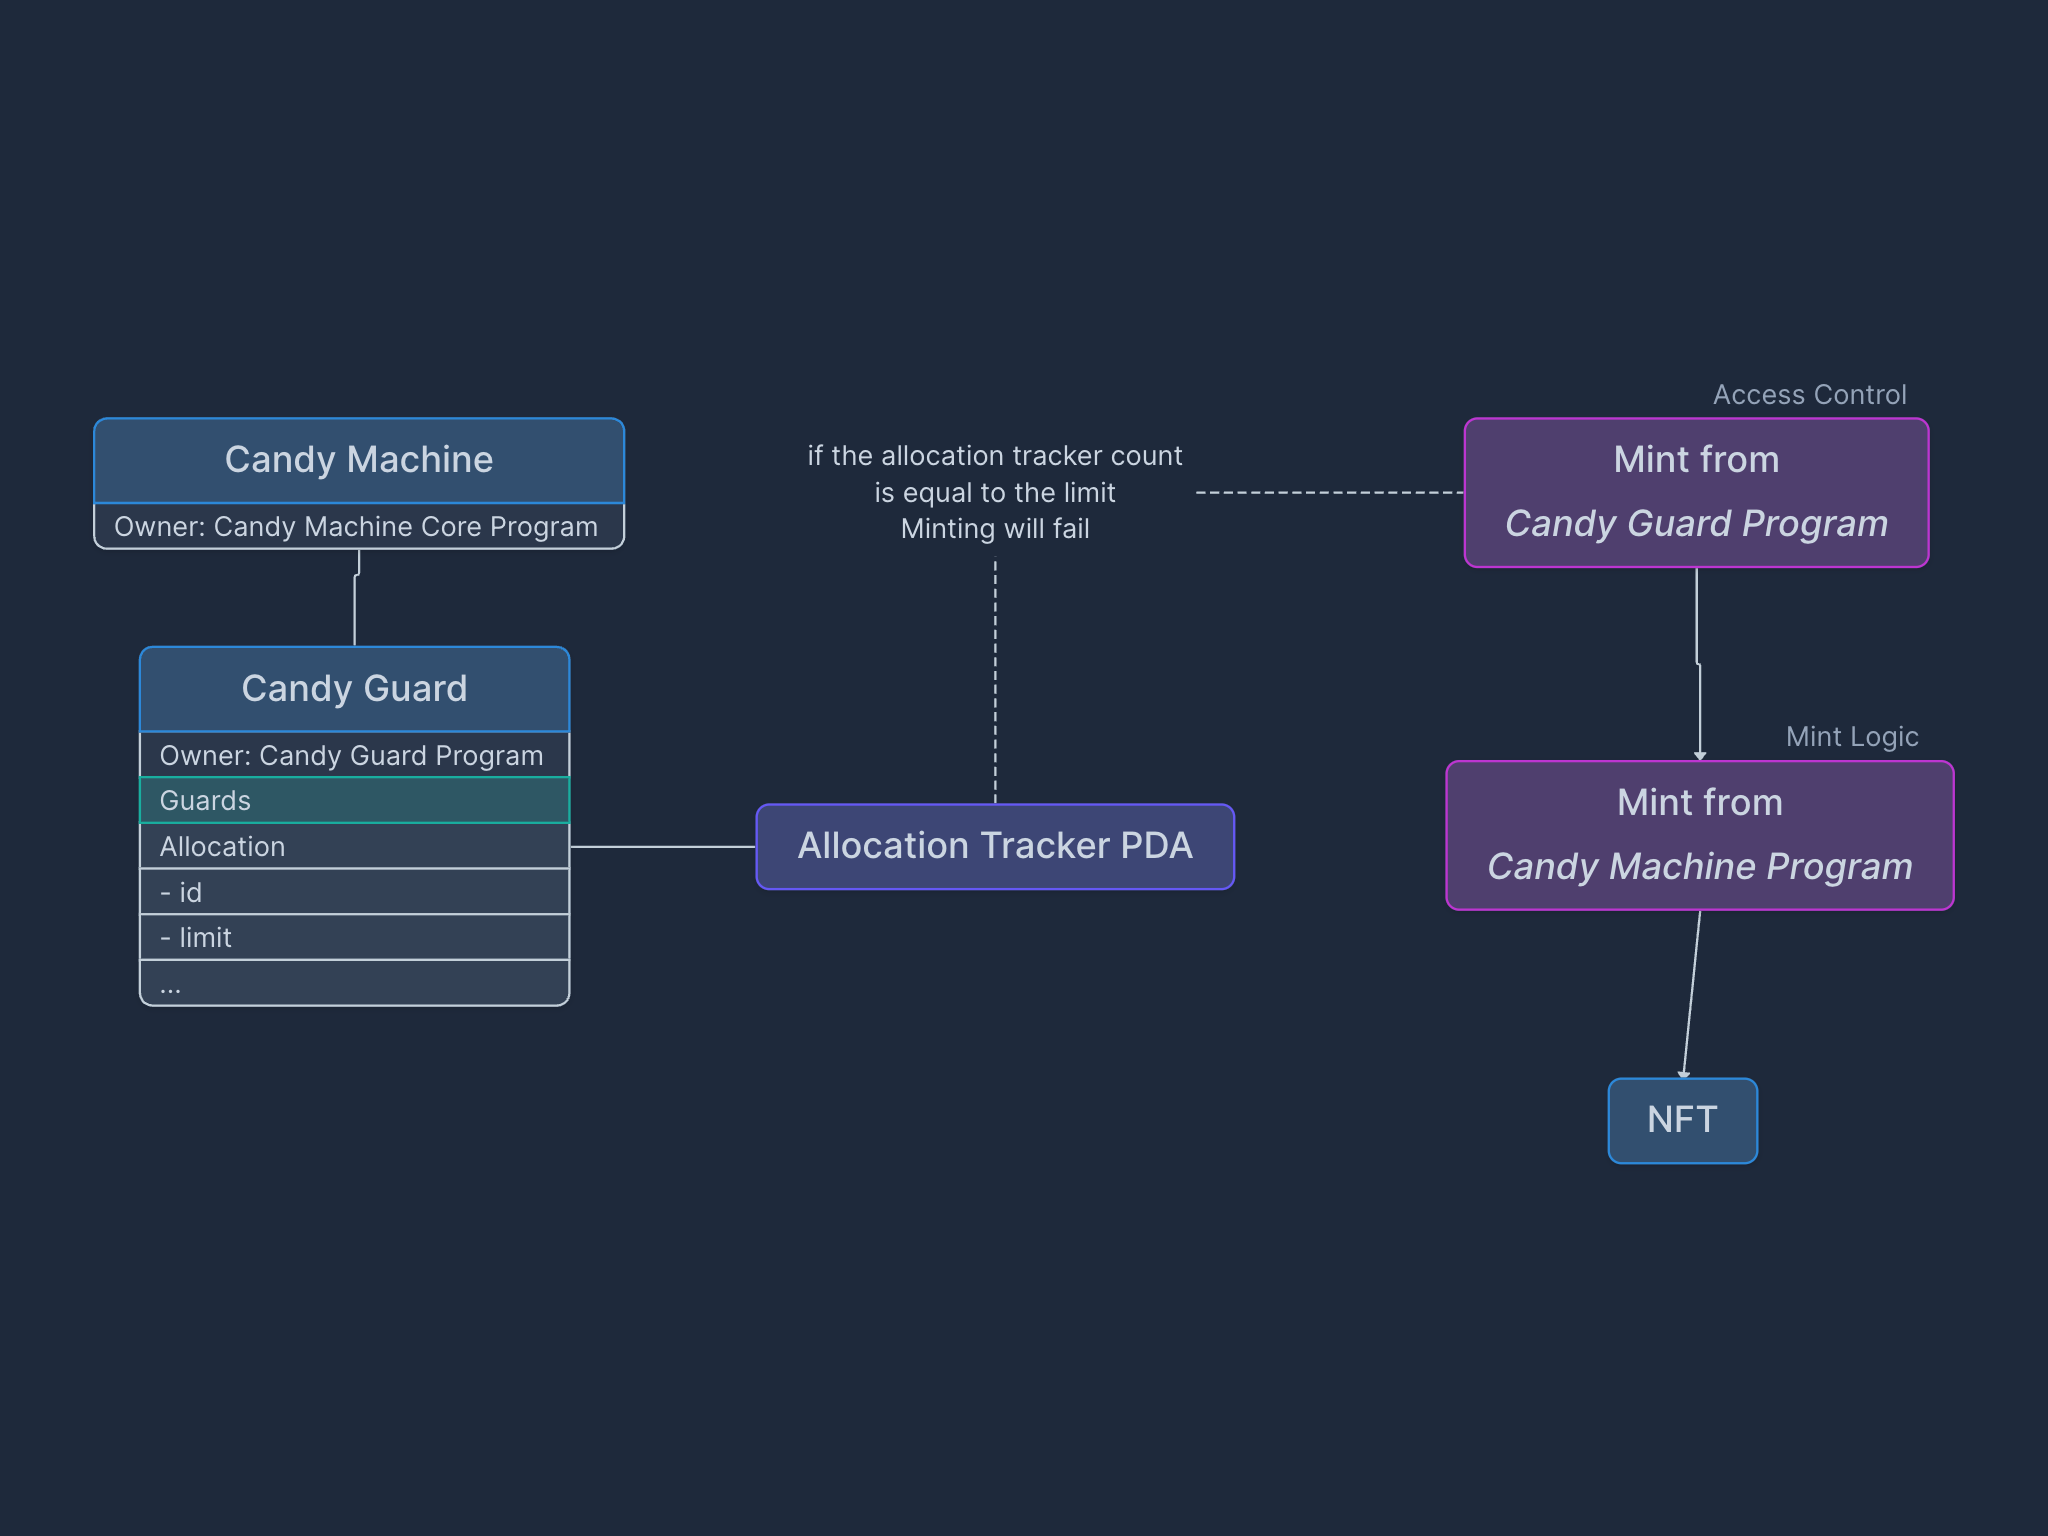 Candy Machine
Owner: Candy Machine Core Program
Candy Guard
Owner: Candy Guard Program
Guards
Allocation
- id
- limit
...
if the allocation tracker count
is equal to the limit
Minting will fail
Allocation Tracker PDA
Access Control
Mint from
Candy Guard Program
Mint Logic
Mint from
Candy Machine Program
NFT